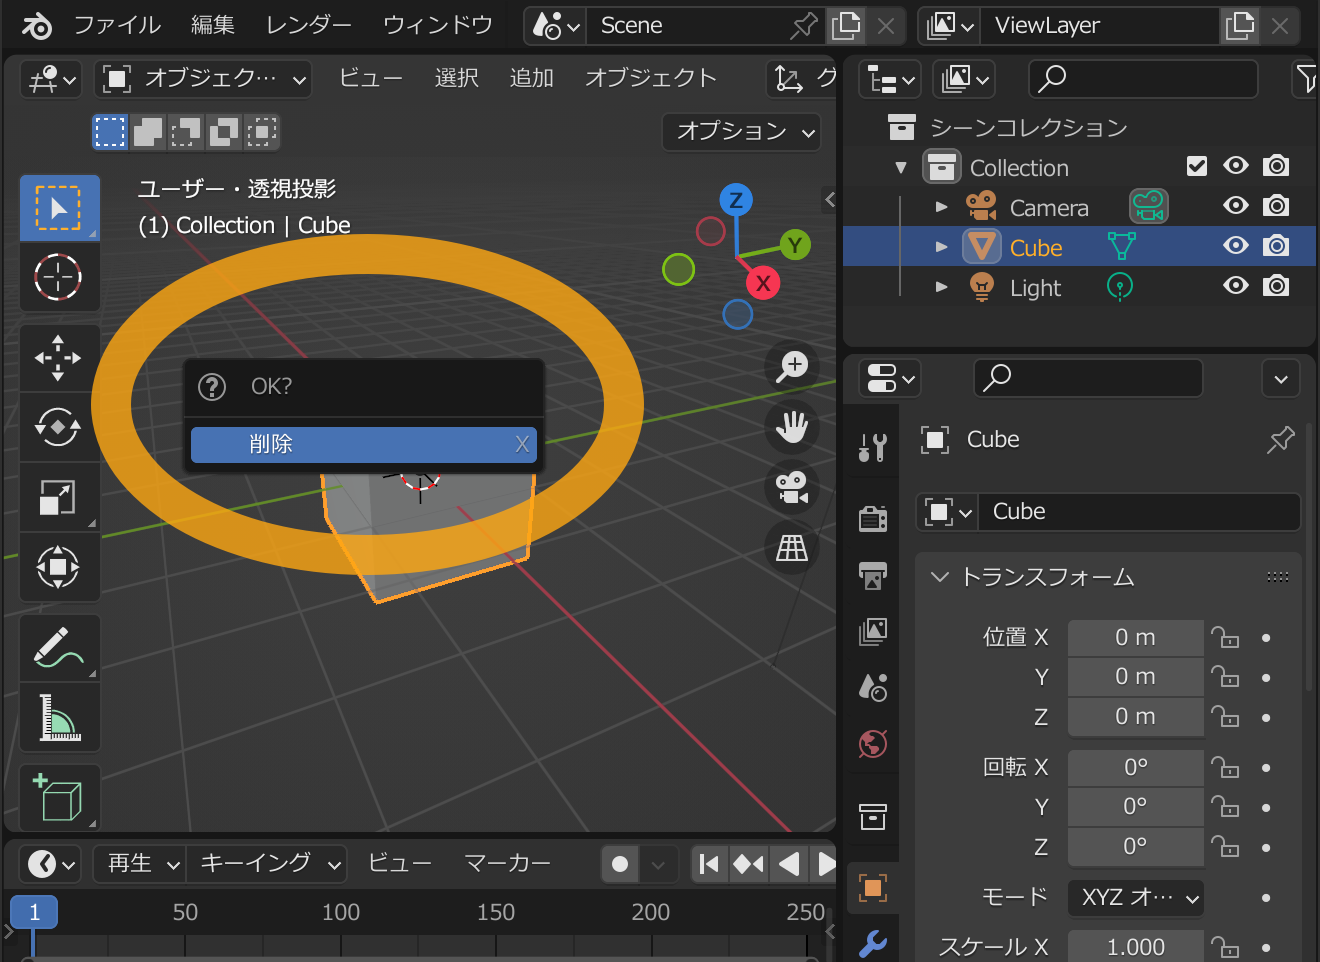 ファイル 編集 レンダー ウィンドウ Scene ViewLayer
オブジェク… ビュー 選択 追加 オブジェクト グ
オプション
ユーザー・透視投影
(1) Collection | Cube
Z
Y
X
OK?
削除 X
シーンコレクション
Collection
Camera
Cube
Light
Cube
Cube
トランスフォーム
位置 X 0 m
Y 0 m
Z 0 m
回転 X 0°
Y 0°
Z 0°
モード XYZ オ…
スケール X 1.000
再生 キーイング ビュー マーカー
1 50 100 150 200 250